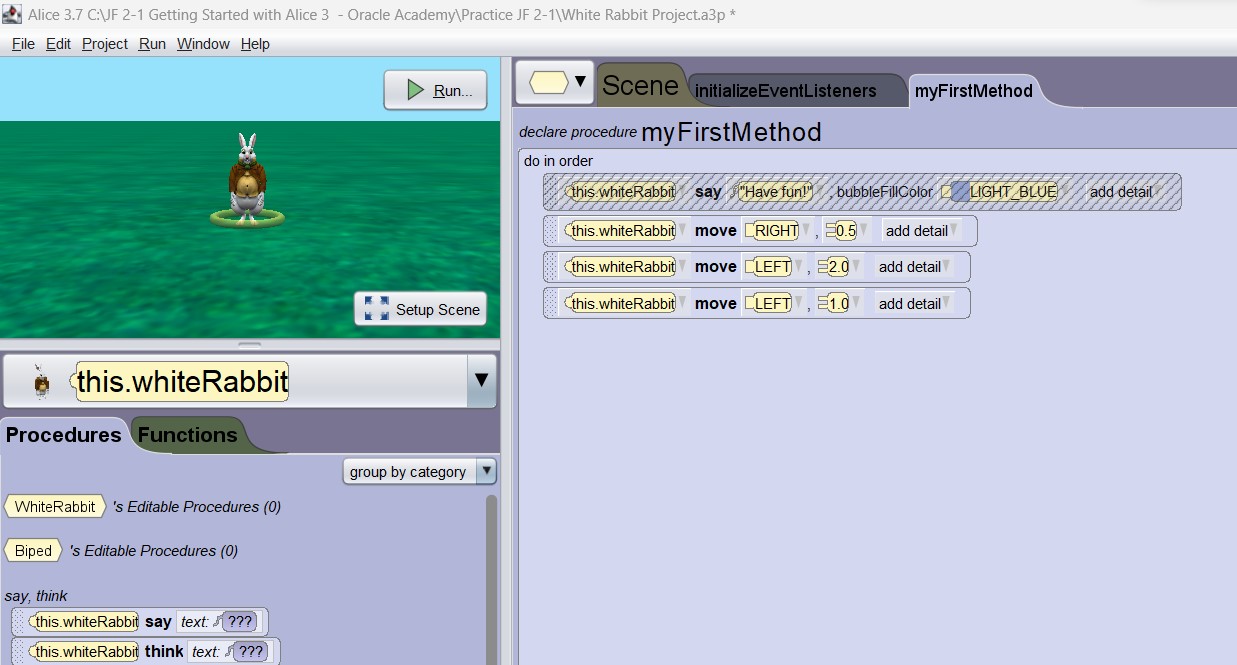 Alice 3.7 C:\JF 2-1 Getting Started with Alice 3 - Oracle Academy\Practice JF 2-1\White Rabbit Project.a3p *
File Edit Project Run Window Help
Run...
Setup Scene
this.whiteRabbit
Procedures Functions
group by category
WhiteRabbit 's Editable Procedures (0)
Biped 's Editable Procedures (0)
say, think
this.whiteRabbit say text: ???
this.whiteRabbit think text: ???
Scene initializeEventListeners myFirstMethod
declare procedure myFirstMethod
do in order
this.whiteRabbit say "Have fun!" , bubbleFillColor LIGHT_BLUE add detail
this.whiteRabbit move RIGHT , 0.5 add detail
this.whiteRabbit move LEFT , 2.0 add detail
this.whiteRabbit move LEFT , 1.0 add detail